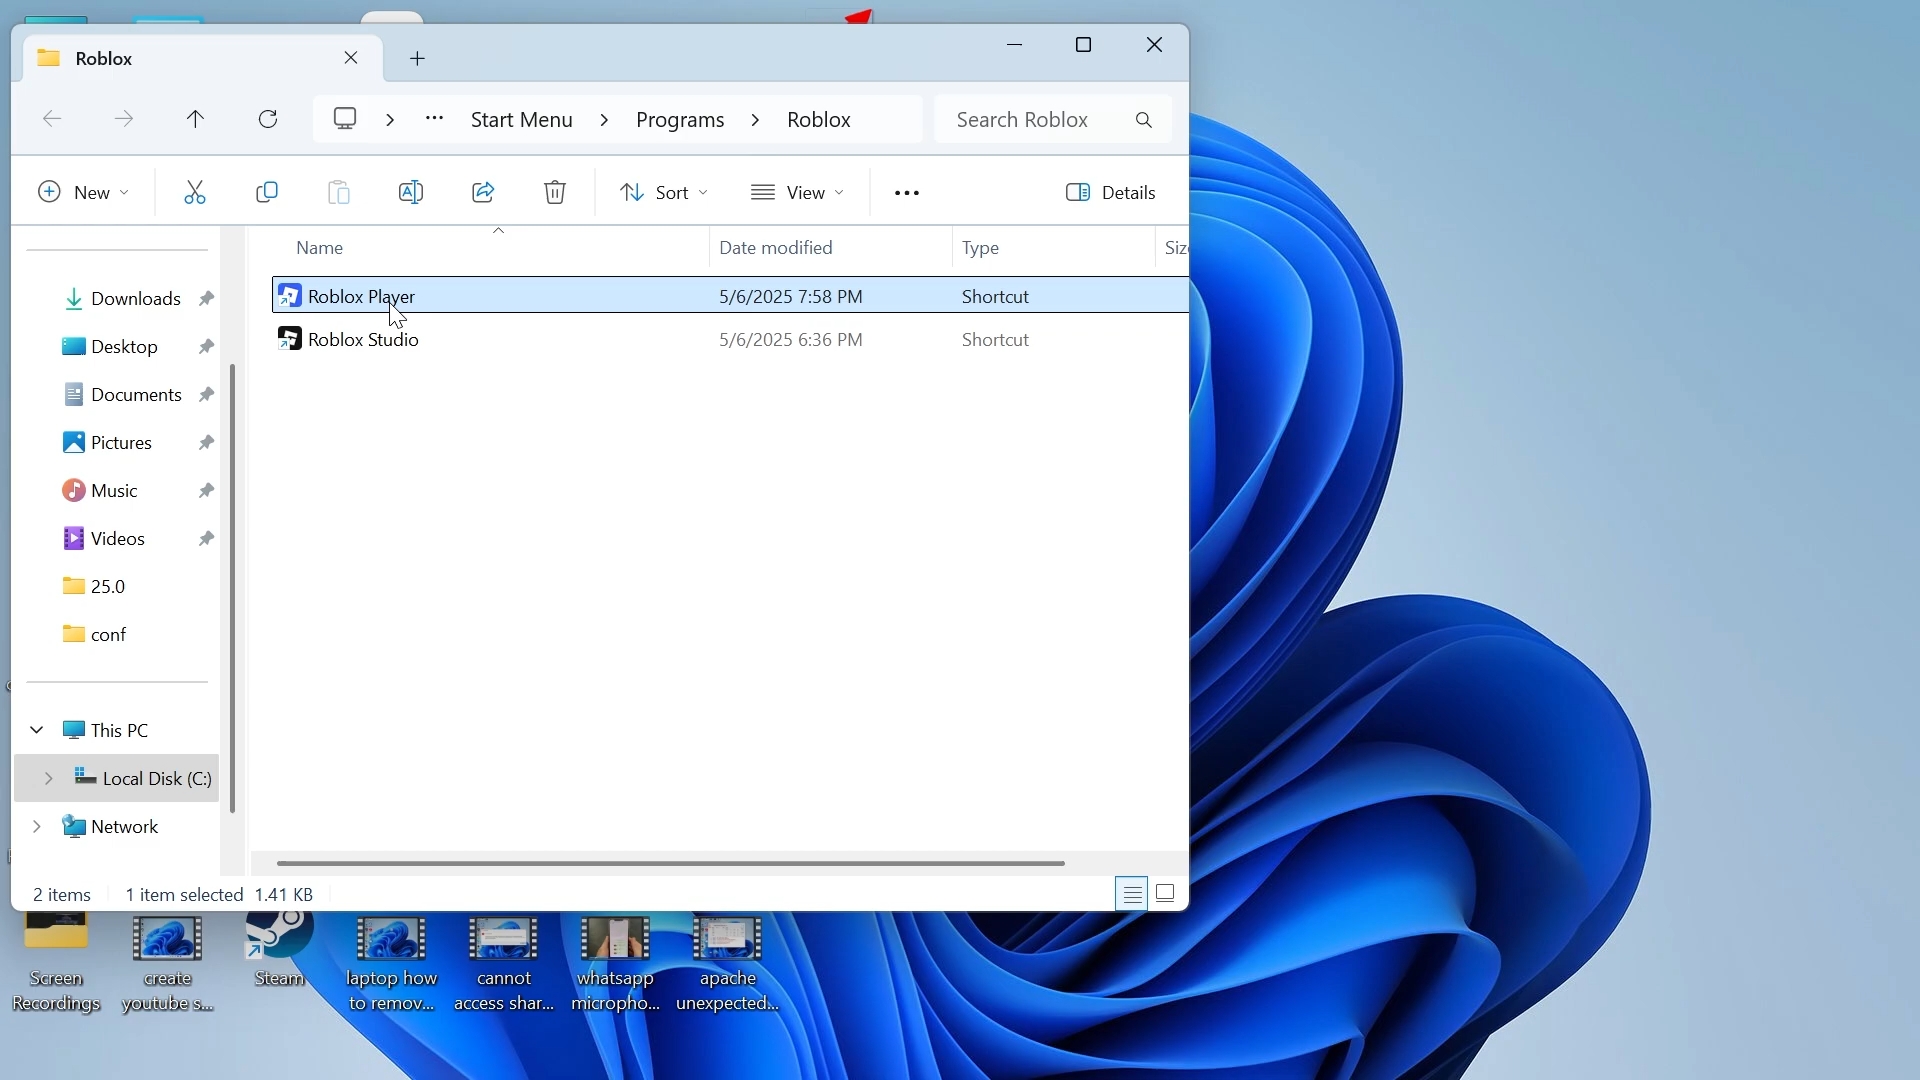 Roblox
Start Menu
Programs
Roblox
Search Roblox
New
Sort
View
Details
Name
Date modified
Type
Roblox Player
5/6/2025 7:58 PM
Shortcut
Roblox Studio
5/6/2025 6:36 PM
Shortcut
Downloads
Desktop
Documents
Pictures
Music
Videos
25.0
conf
This PC
Local Disk (C:)
Network
2 items
1 item selected 1.41 KB
Screen
Recordings
create
youtube s...
Steam
laptop how
to remov...
cannot
access shar...
whatsapp
micropho...
apache
unexpected...